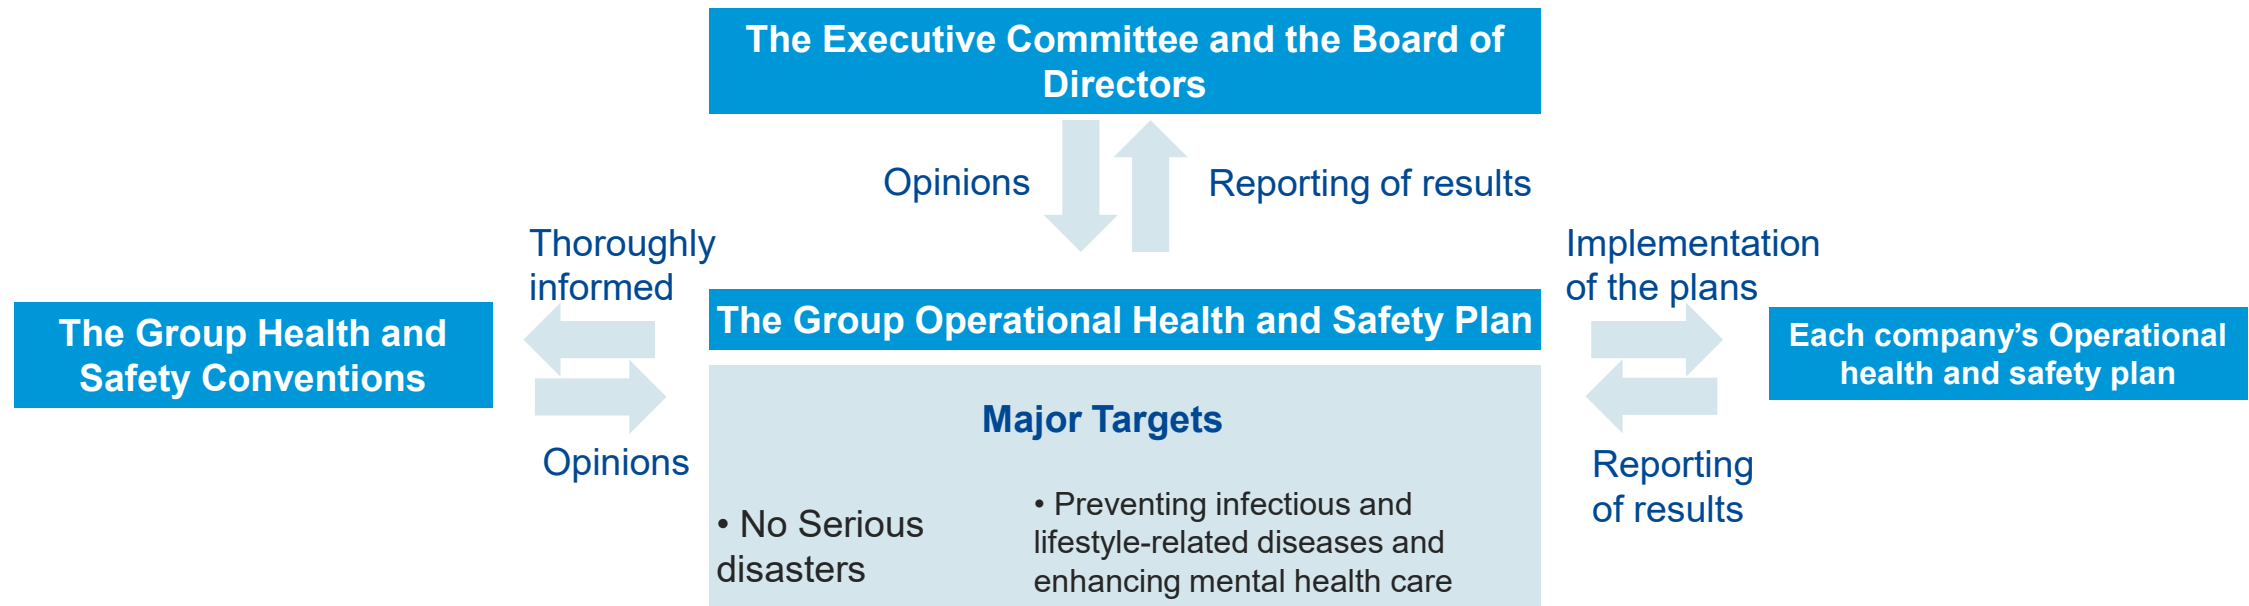 The Executive Committee and the Board of
Directors
Opinions
Reporting of results
Thoroughly
informed
Implementation
of the plans
The Group Health and
Safety Conventions
The Group Operational Health and Safety Plan
Each company’s Operational
health and safety plan
Opinions
Reporting
of results
Major Targets
• No Serious
disasters
• Preventing infectious and
lifestyle-related diseases and
enhancing mental health care